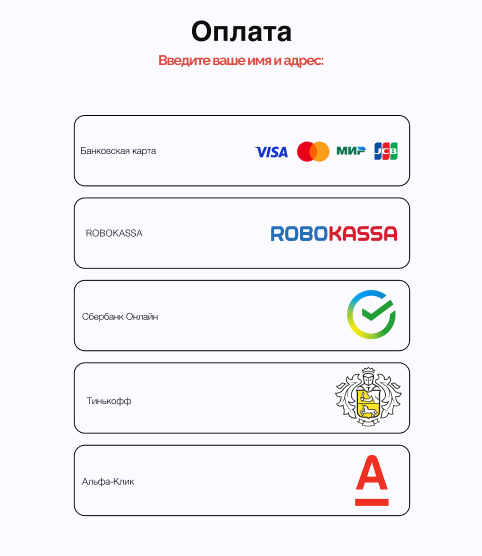 Оплата
Введите ваше имя и адрес:
Банковская карта VISA МИР JCB
ROBOKASSA ROBOKASSA
Сбербанк Онлайн
Тинькофф
Альфа-Клик А